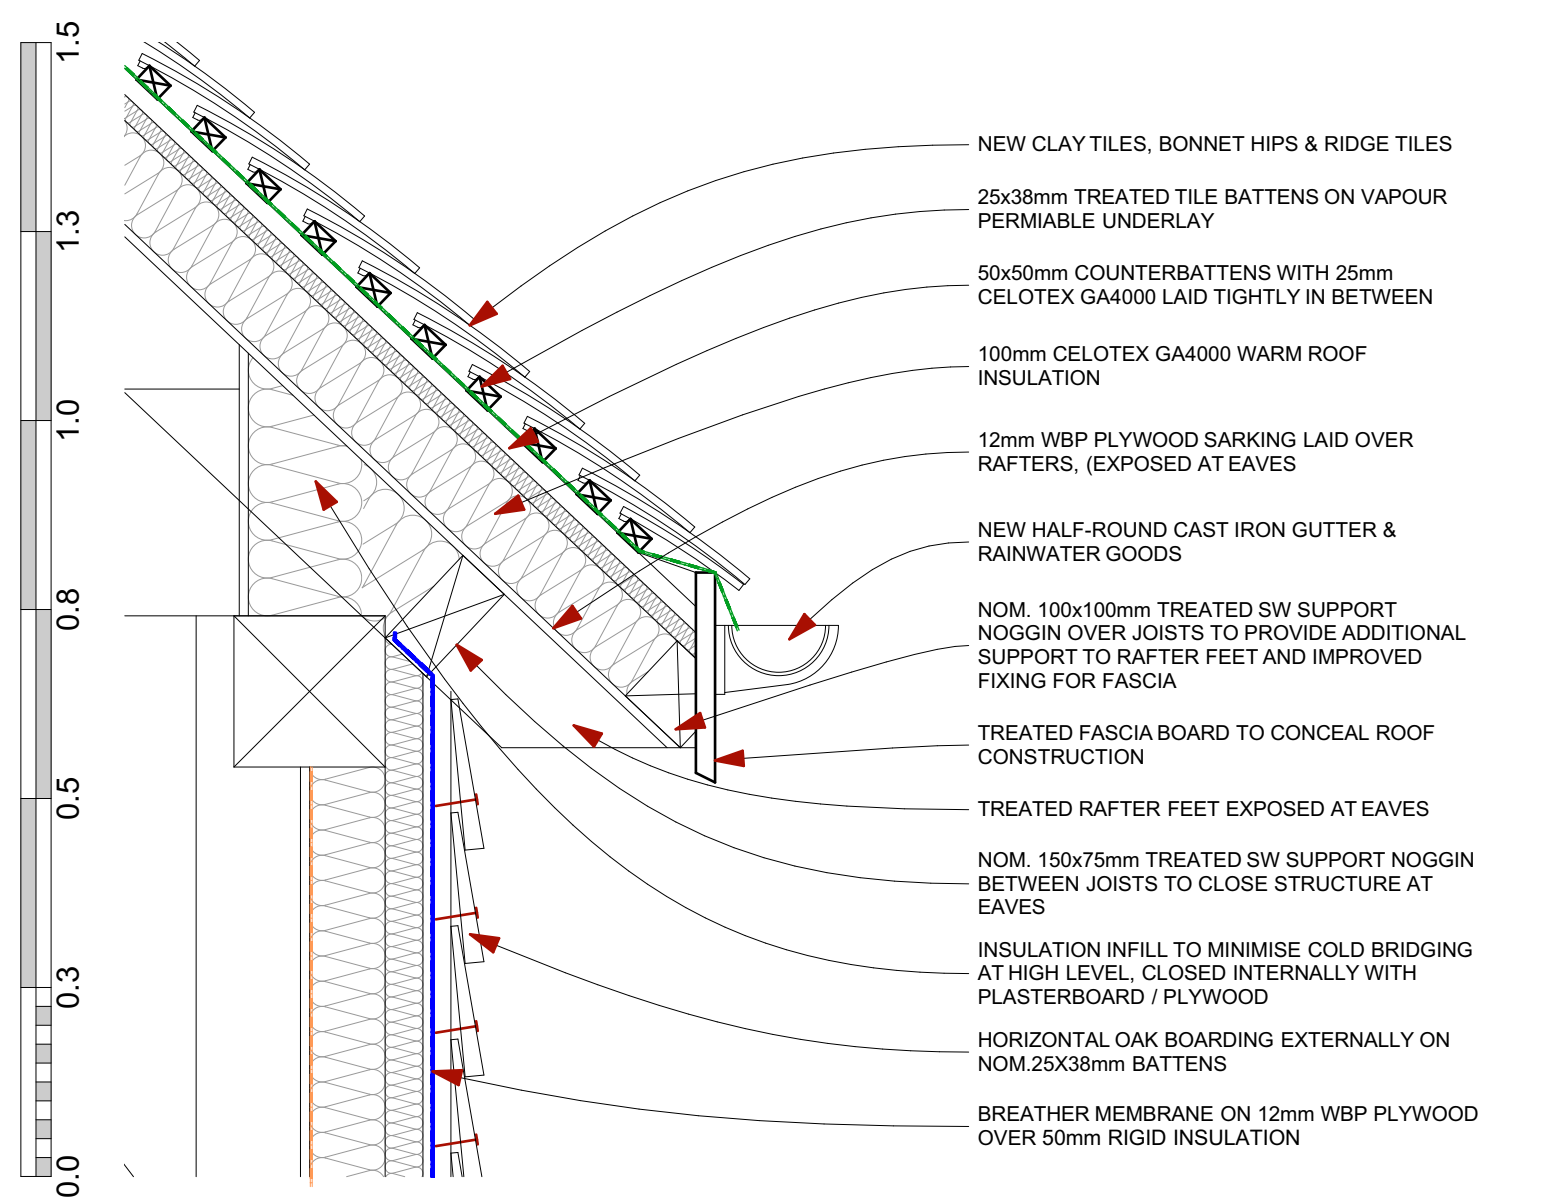 1.5
1.3
1.0
0.8
0.5
0.3
0.0
NEW CLAY TILES, BONNET HIPS & RIDGE TILES
25x38mm TREATED TILE BATTENS ON VAPOUR
PERMIABLE UNDERLAY
50x50mm COUNTERBATTENS WITH 25mm
CELOTEX GA4000 LAID TIGHTLY IN BETWEEN
100mm CELOTEX GA4000 WARM ROOF
INSULATION
12mm WBP PLYWOOD SARKING LAID OVER
RAFTERS, (EXPOSED AT EAVES
NEW HALF-ROUND CAST IRON GUTTER &
RAINWATER GOODS
NOM. 100x100mm TREATED SW SUPPORT
NOGGIN OVER JOISTS TO PROVIDE ADDITIONAL
SUPPORT TO RAFTER FEET AND IMPROVED
FIXING FOR FASCIA
TREATED FASCIA BOARD TO CONCEAL ROOF
CONSTRUCTION
TREATED RAFTER FEET EXPOSED AT EAVES
NOM. 150x75mm TREATED SW SUPPORT NOGGIN
BETWEEN JOISTS TO CLOSE STRUCTURE AT
EAVES
INSULATION INFILL TO MINIMISE COLD BRIDGING
AT HIGH LEVEL, CLOSED INTERNALLY WITH
PLASTERBOARD / PLYWOOD
HORIZONTAL OAK BOARDING EXTERNALLY ON
NOM.25X38mm BATTENS
BREATHER MEMBRANE ON 12mm WBP PLYWOOD
OVER 50mm RIGID INSULATION